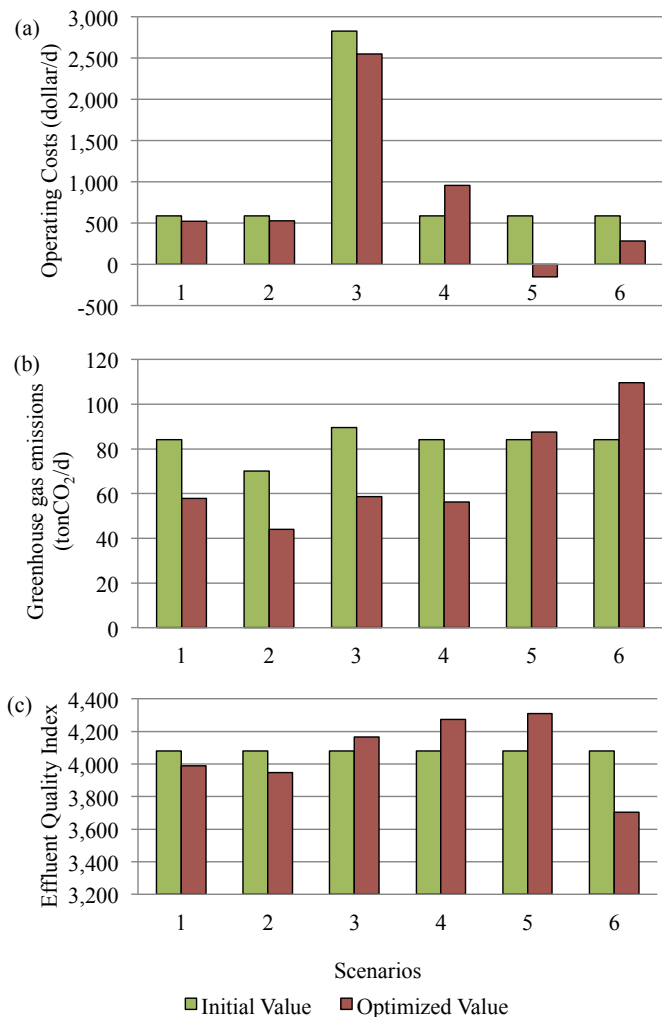 (a)
Operating Costs (dollar/d)
3,000
2,500
2,000
1,500
1,000
500
0
-500
1 2 3 4 5 6
(b)
Greenhouse gas emissions
(tonCO₂/d)
120
100
80
60
40
20
0
1 2 3 4 5 6
(c)
Effluent Quality Index
4,400
4,200
4,000
3,800
3,600
3,400
3,200
1 2 3 4 5 6
Scenarios
Initial Value Optimized Value